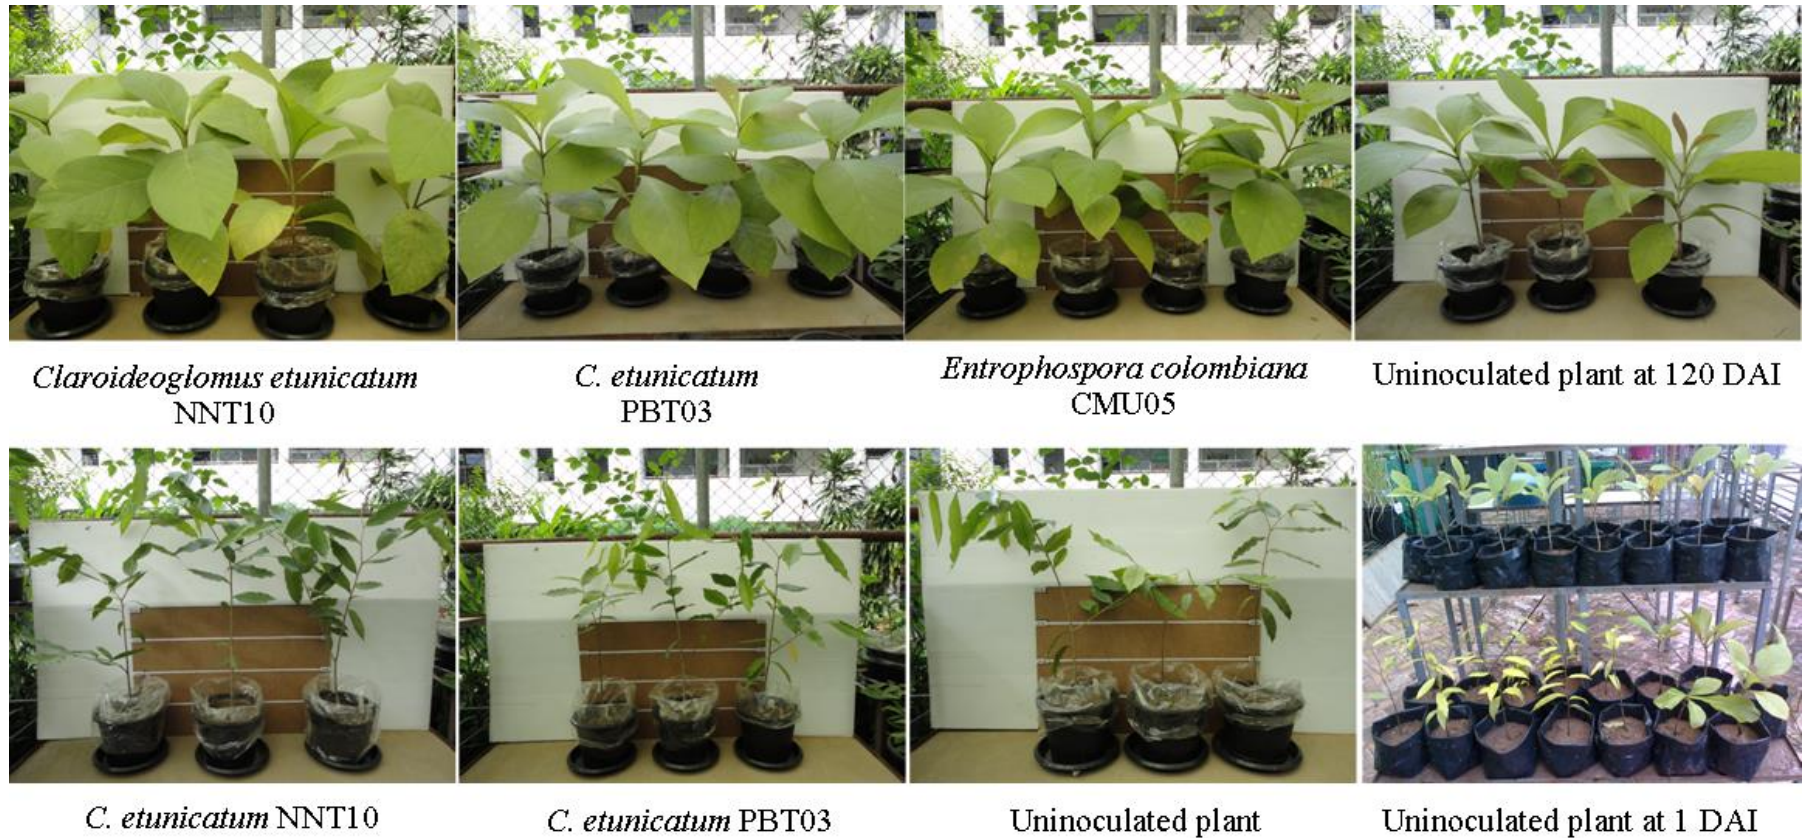 Claroideoglomus etunicatum
NNT10
C. etunicatum
PBT03
Entrophospora colombiana
CMU05
Uninoculated plant at 120 DAI
C. etunicatum NNT10
C. etunicatum PBT03
Uninoculated plant
Uninoculated plant at 1 DAI